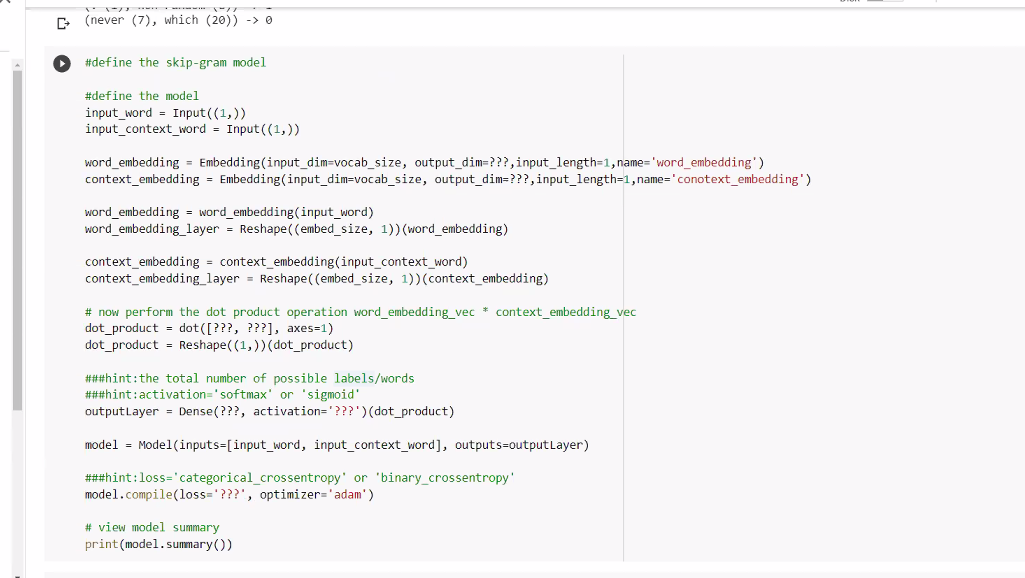 (never (7), which (20)) -> 0
#define the skip-gram model
#define the model
input_word = Input((1,))
input_context_word = Input((1,))
word_embedding = Embedding(input_dim=vocab_size, output_dim=???,input_length=1,name='word_embedding')
context_embedding = Embedding(input_dim=vocab_size, output_dim=???,input_length=1,name='conotext_embedding')
word_embedding = word_embedding(input_word)
word_embedding_layer = Reshape((embed_size, 1))(word_embedding)
context_embedding = context_embedding(input_context_word)
context_embedding_layer = Reshape((embed_size, 1))(context_embedding)
# now perform the dot product operation word_embedding_vec * context_embedding_vec
dot_product = dot([???, ???], axes=1)
dot_product = Reshape((1,))(dot_product)
###hint:the total number of possible labels/words
###hint:activation='softmax' or 'sigmoid'
outputLayer = Dense(???, activation='???')(dot_product)
model = Model(inputs=[input_word, input_context_word], outputs=outputLayer)
###hint:loss='categorical_crossentropy' or 'binary_crossentropy'
model.compile(loss='???', optimizer='adam')
# view model summary
print(model.summary())